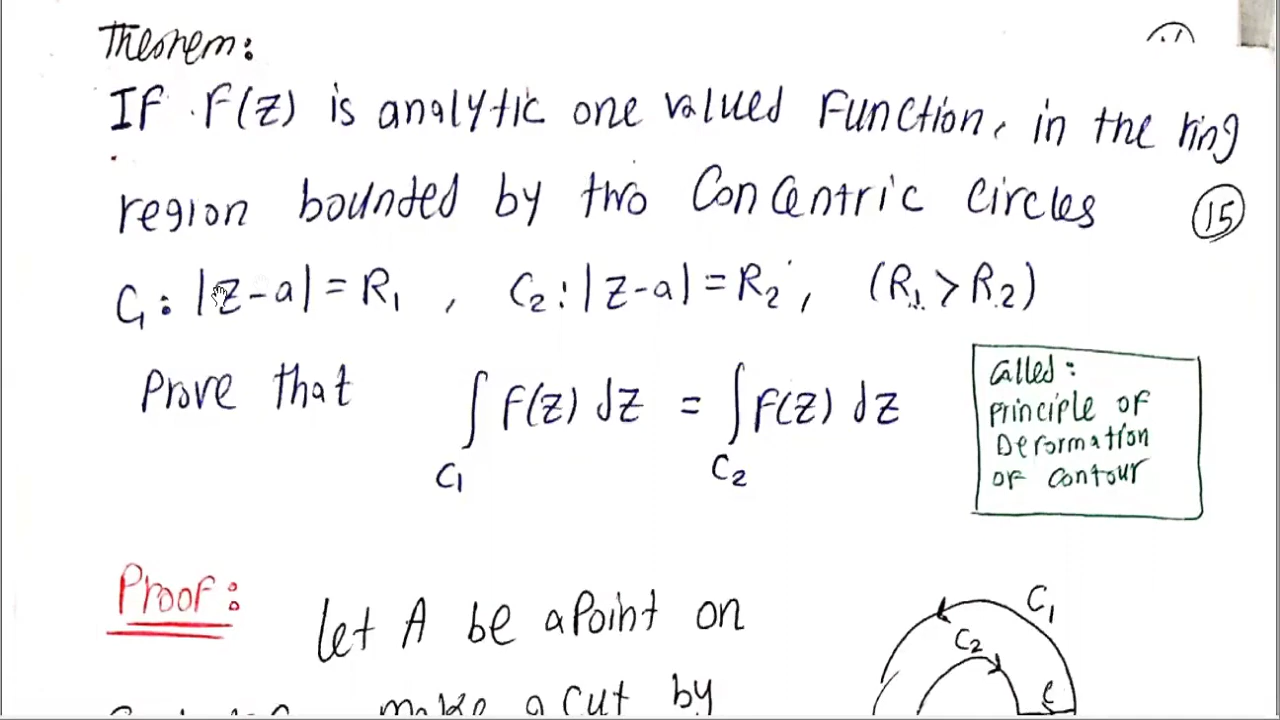 Theorem:
If F(z) is analytic one valued Function, in the ring
region bounded by two Concentric Circles
(15)
C₁: |z-a| = R₁ , C₂: |z-a| = R₂ , (R₁ > R₂)
Prove that ∫ F(z) dz = ∫ F(z) dz
C₁ C₂
Called:
Principle of
Deformation
of Contour
Proof:
let A be a Point on
make a cut by
C₁
C₂